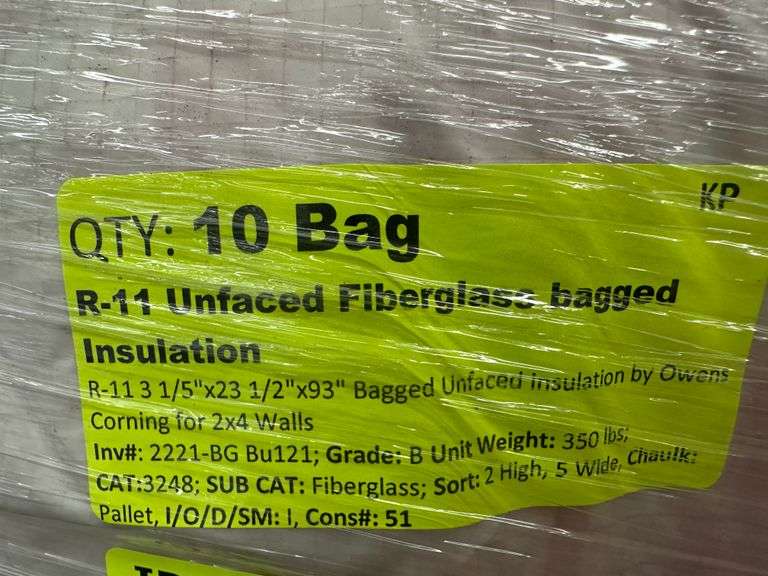 KP
QTY: 10 Bag
R-11 Unfaced Fiberglass bagged
Insulation
R-11 3 1/5"x23 1/2"x93" Bagged Unfaced insulation by Owens
Corning for 2x4 Walls
Inv#: 2221-BG Bu121; Grade: B Unit Weight: 350 lbs;
CAT:3248; SUB CAT: Fiberglass; Sort: 2 High, 5 Wide, Chaulk:
Pallet, I/O/D/SM: I, Cons#: 51